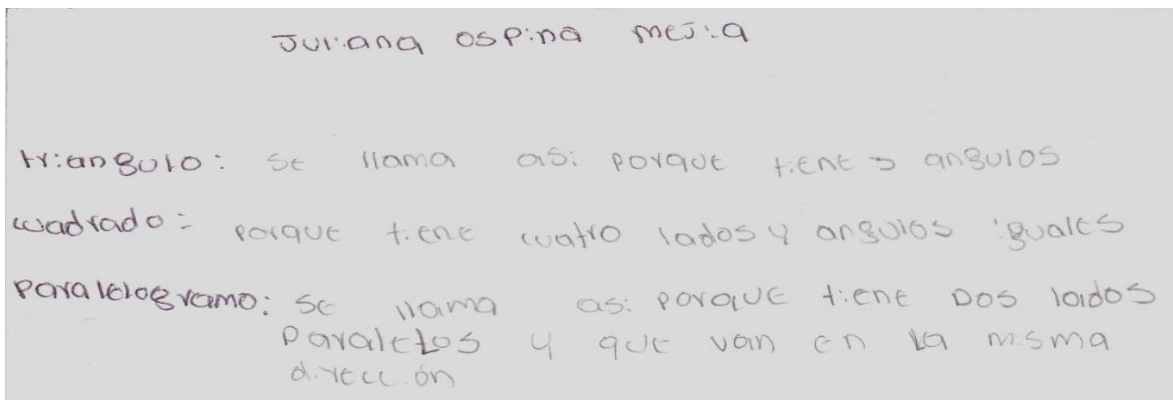 Juliana ospina mejia
triangulo: se llama asi porque tiene 3 angulos
cuadrado: porque tiene cuatro lados y angulos iguales
paralelogramo: se llama asi porque tiene Dos lados
paralelos y que van en la misma
dirección